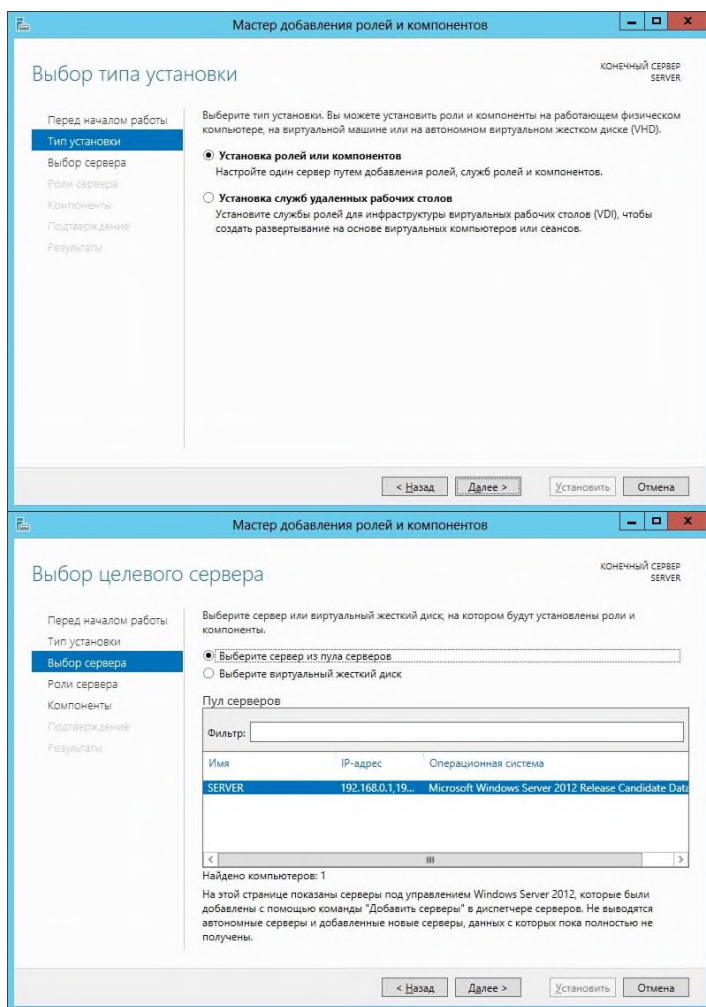 Мастер добавления ролей и компонентов
Выбор типа установки
КОНЕЧНЫЙ СЕРВЕР
SERVER
Перед началом работы
Тип установки
Выбор сервера
Роли сервера
Компоненты
Подтверждение
Результаты
Выберите тип установки. Вы можете установить роли и компоненты на работающем физическом
компьютере, на виртуальной машине или на автономном виртуальном жестком диске (VHD).
Установка ролей или компонентов
Настройте один сервер путем добавления ролей, служб ролей и компонентов.
Установка служб удаленных рабочих столов
Установите службы ролей для инфраструктуры виртуальных рабочих столов (VDI), чтобы
создать развертывание на основе виртуальных компьютеров или сеансов.
< Назад
Далее >
Установить
Отмена
Мастер добавления ролей и компонентов
Выбор целевого сервера
КОНЕЧНЫЙ СЕРВЕР
SERVER
Перед началом работы
Тип установки
Выбор сервера
Роли сервера
Компоненты
Подтверждение
Результаты
Выберите сервер или виртуальный жесткий диск, на котором будут установлены роли и
компоненты.
Выберите сервер из пула серверов
Выберите виртуальный жесткий диск
Пул серверов
Фильтр:
Имя IP-адрес Операционная система
SERVER 192.168.0.1,19... Microsoft Windows Server 2012 Release Candidate Data
Найдено компьютеров: 1
На этой странице показаны серверы под управлением Windows Server 2012, которые были
добавлены с помощью команды "Добавить серверы" в диспетчере серверов. Не выводятся
автономные серверы и добавленные новые серверы, данных с которых пока полностью не
получены.
< Назад
Далее >
Установить
Отмена